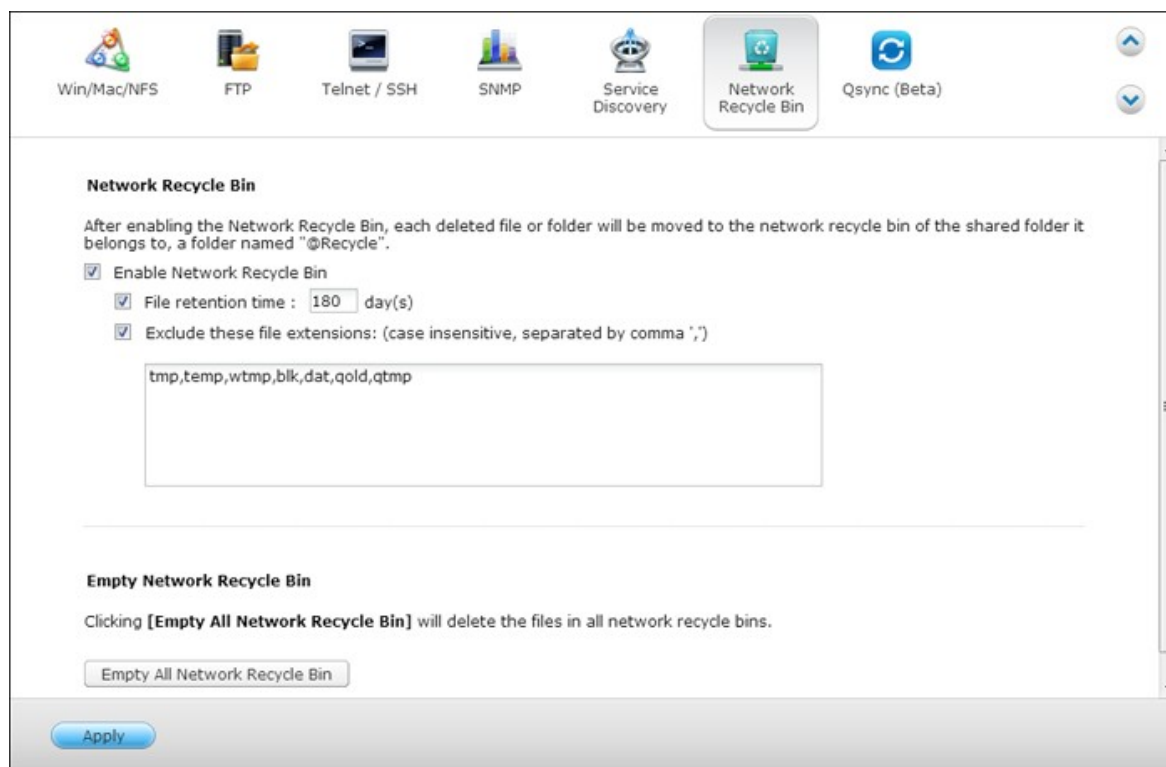 Win/Mac/NFS
FTP
Telnet / SSH
SNMP
Service
Discovery
Network
Recycle Bin
Qsync (Beta)
Network Recycle Bin
After enabling the Network Recycle Bin, each deleted file or folder will be moved to the network recycle bin of the shared folder it
belongs to, a folder named "@Recycle".
Enable Network Recycle Bin
File retention time : 180 day(s)
Exclude these file extensions: (case insensitive, separated by comma ',')
tmp,temp,wtmp,blk,dat,qold,qtmp
Empty Network Recycle Bin
Clicking [Empty All Network Recycle Bin] will delete the files in all network recycle bins.
Empty All Network Recycle Bin
Apply